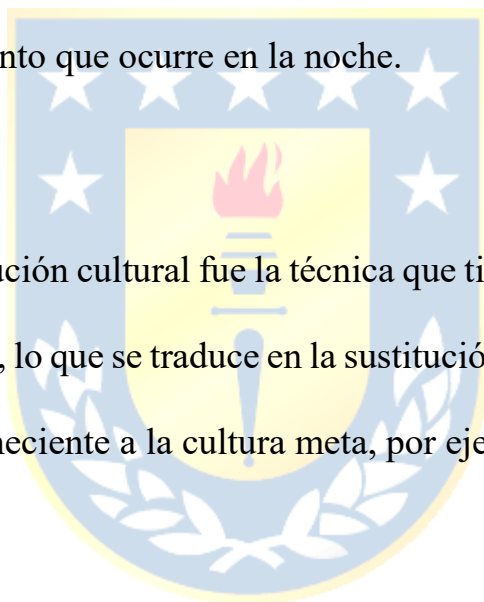 nto que ocurre en la noche.
ución cultural fue la técnica que ti
, lo que se traduce en la sustitució
neciente a la cultura meta, por eje